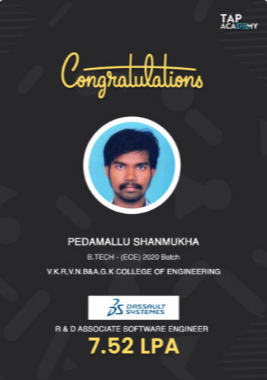 TAP
ACADEMY
Congratulations
PEDAMALLU SHANMUKHA
B.TECH - (ECE) 2020 Batch
V.K.R,V.N.B&A.G.K COLLEGE OF ENGINEERING
DASSAULT
SYSTEMES
R & D ASSOCIATE SOFTWARE ENGINEER
7.52 LPA